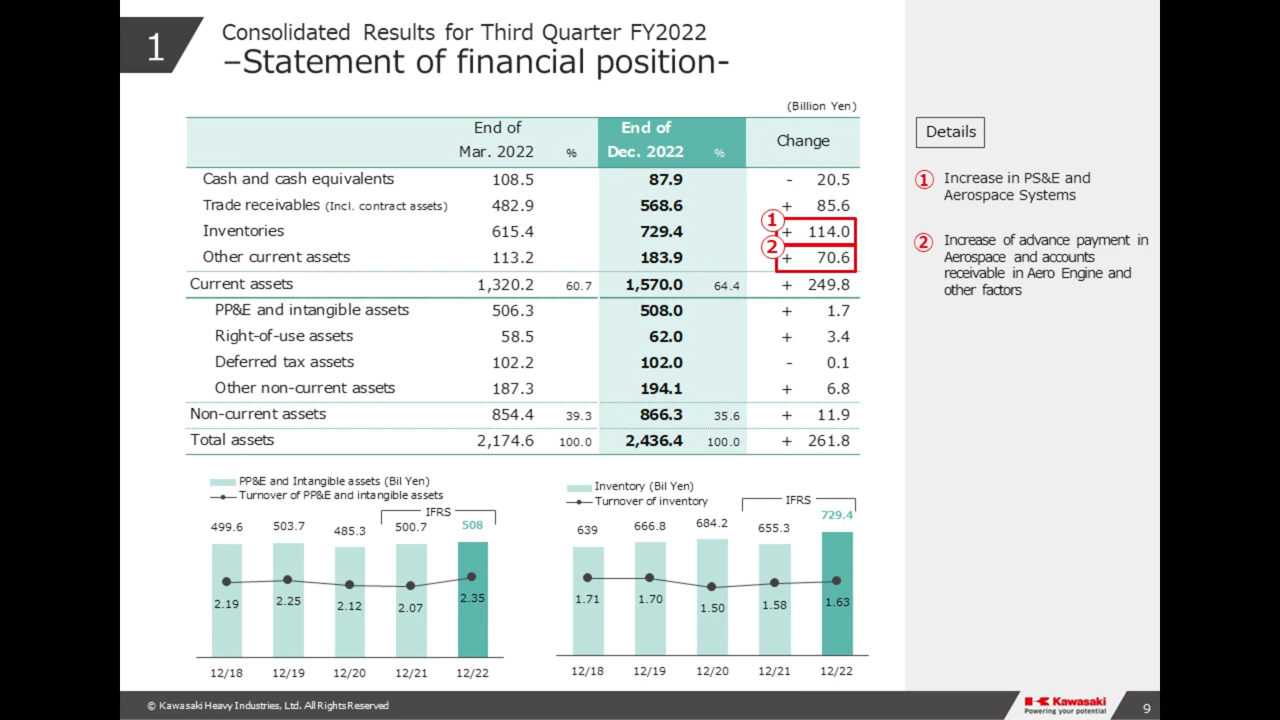 1
Consolidated Results for Third Quarter FY2022
–Statement of financial position-
(Billion Yen)
End of Mar. 2022 % End of Dec. 2022 % Change
Cash and cash equivalents 108.5 87.9 - 20.5
Trade receivables (Incl. contract assets) 482.9 568.6 + 85.6
Inventories 615.4 729.4 ① + 114.0
Other current assets 113.2 183.9 ② + 70.6
Current assets 1,320.2 60.7 1,570.0 64.4 + 249.8
PP&E and intangible assets 506.3 508.0 + 1.7
Right-of-use assets 58.5 62.0 + 3.4
Deferred tax assets 102.2 102.0 - 0.1
Other non-current assets 187.3 194.1 + 6.8
Non-current assets 854.4 39.3 866.3 35.6 + 11.9
Total assets 2,174.6 100.0 2,436.4 100.0 + 261.8
Details
① Increase in PS&E and
Aerospace Systems
② Increase of advance payment in
Aerospace and accounts
receivable in Aero Engine and
other factors
PP&E and Intangible assets (Bil Yen)
Turnover of PP&E and intangible assets
IFRS
499.6 503.7 485.3 500.7 508
2.19 2.25 2.12 2.07 2.35
12/18 12/19 12/20 12/21 12/22
Inventory (Bil Yen)
Turnover of inventory
IFRS
639 666.8 684.2 655.3 729.4
1.71 1.70 1.50 1.58 1.63
12/18 12/19 12/20 12/21 12/22
© Kawasaki Heavy Industries, Ltd. All Rights Reserved
Kawasaki
Powering your potential
9